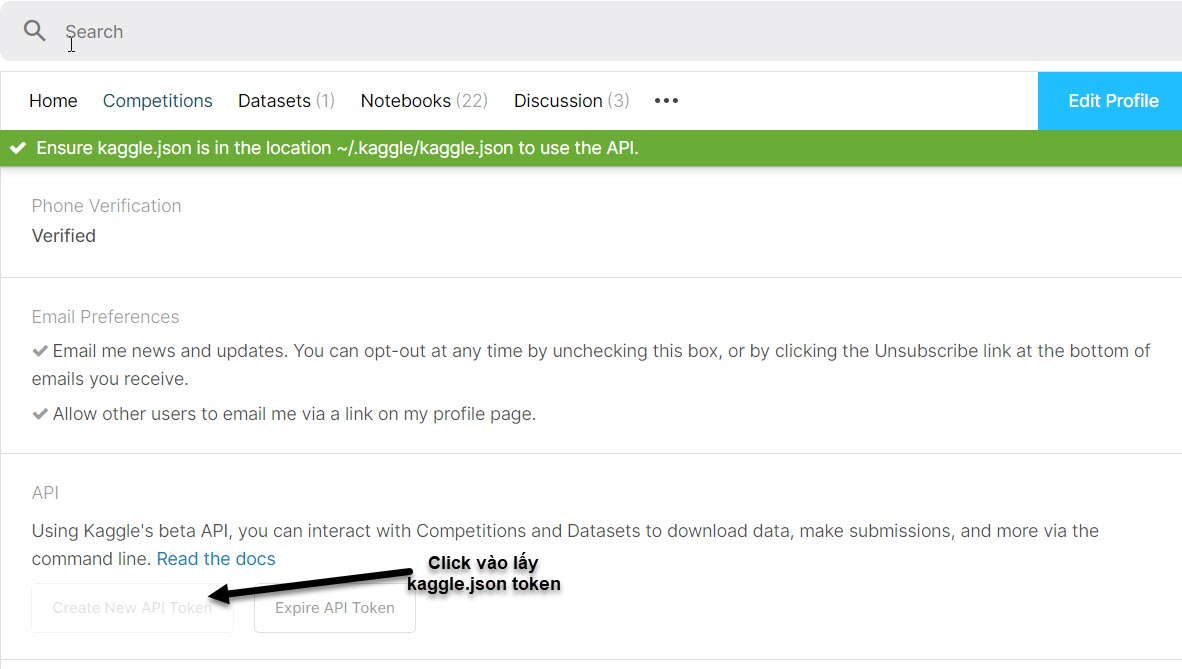 Search
Home Competitions Datasets (1) Notebooks (22) Discussion (3) ••• Edit Profile
Ensure kaggle.json is in the location ~/.kaggle/kaggle.json to use the API.
Phone Verification
Verified
Email Preferences
Email me news and updates. You can opt-out at any time by unchecking this box, or by clicking the Unsubscribe link at the bottom of
emails you receive.
Allow other users to email me via a link on my profile page.
API
Using Kaggle's beta API, you can interact with Competitions and Datasets to download data, make submissions, and more via the
command line. Read the docs
Click vào lấy
kaggle.json token
Create New API Token Expire API Token